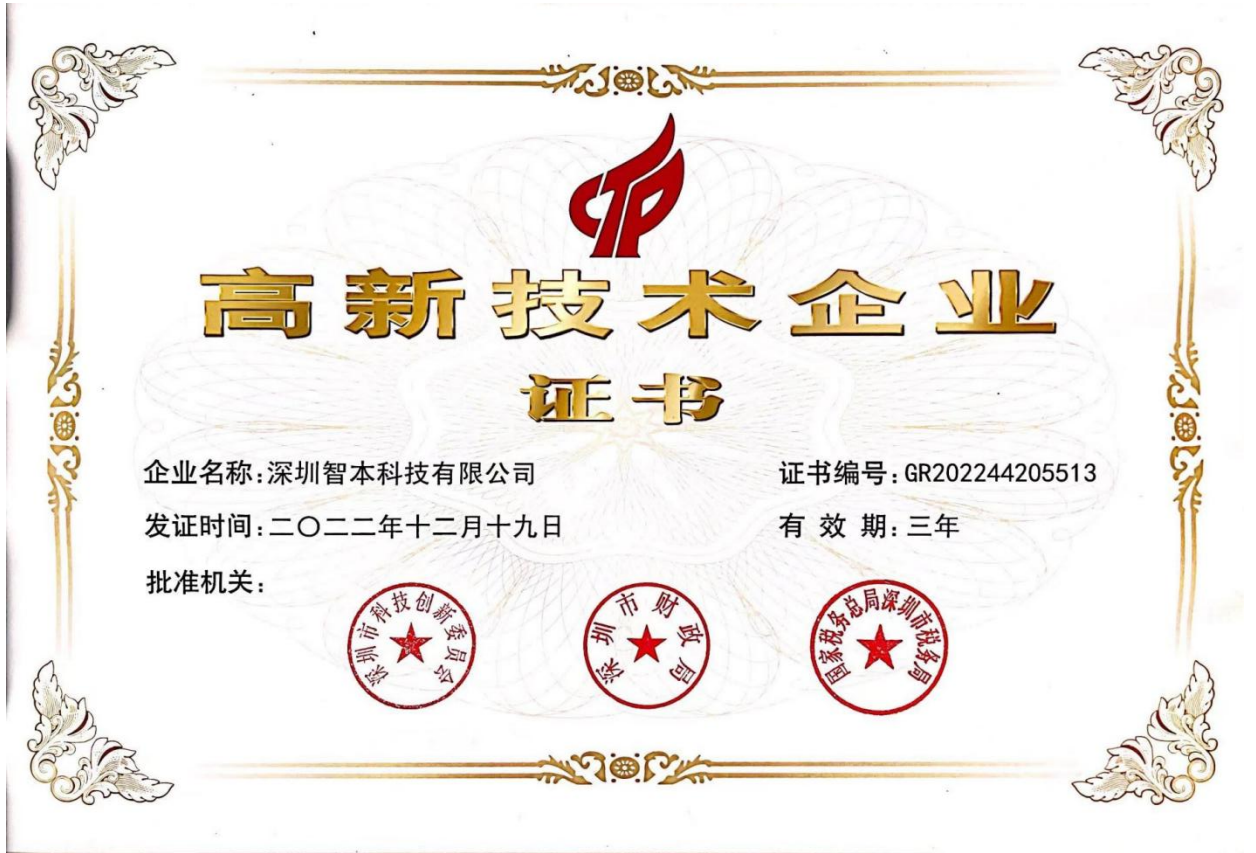 CTP
高新技术企业
证书
企业名称:深圳智本科技有限公司
证书编号:GR202244205513
发证时间:二〇二二年十二月十九日
有 效 期:三年
批准机关:
深圳市科技创新委员会
深圳市财政局
国家税务总局深圳市税务局